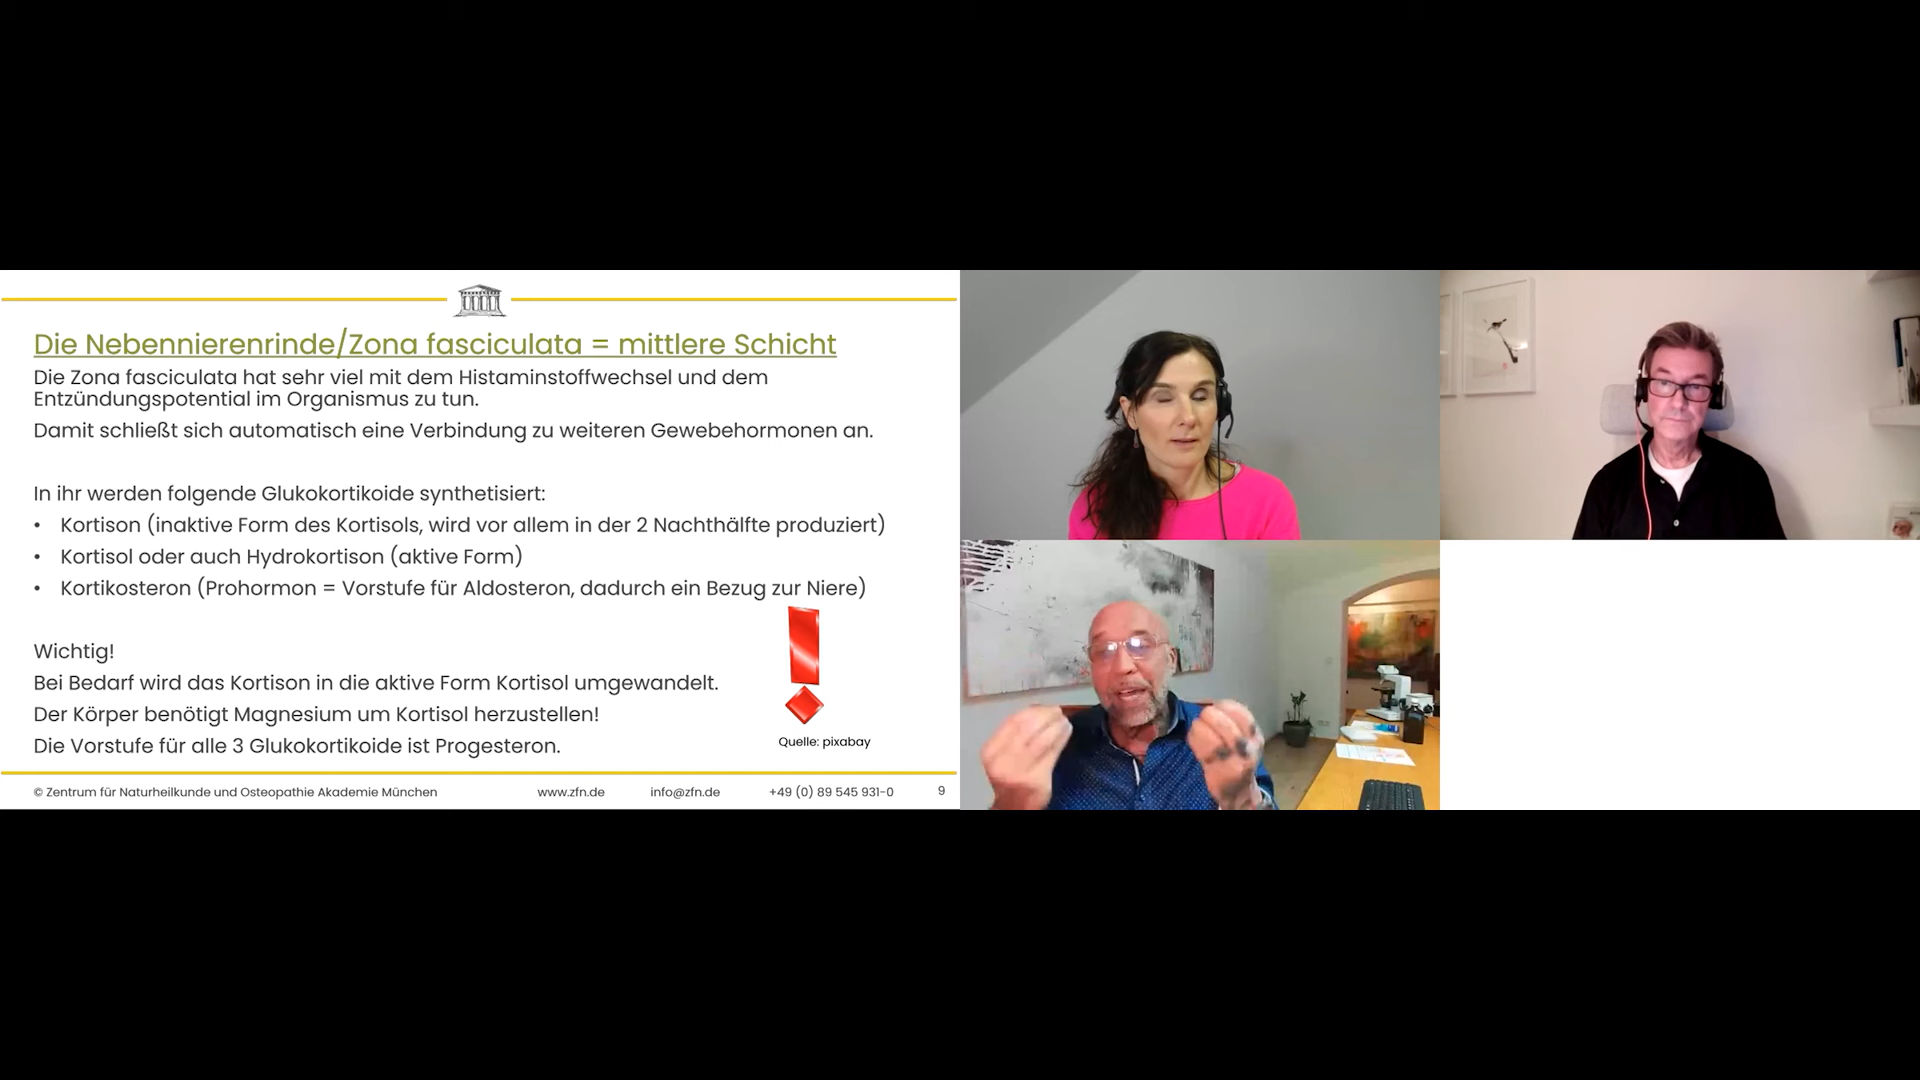 Die Nebennierenrinde/Zona fasciculata = mittlere Schicht
Die Zona fasciculata hat sehr viel mit dem Histaminstoffwechsel und dem
Entzündungspotential im Organismus zu tun.
Damit schließt sich automatisch eine Verbindung zu weiteren Gewebehormonen an.
In ihr werden folgende Glukokortikoide synthetisiert:
• Kortison (inaktive Form des Kortisols, wird vor allem in der 2 Nachthälfte produziert)
• Kortisol oder auch Hydrokortison (aktive Form)
• Kortikosteron (Prohormon = Vorstufe für Aldosteron, dadurch ein Bezug zur Niere)
Wichtig!
Bei Bedarf wird das Kortison in die aktive Form Kortisol umgewandelt.
Der Körper benötigt Magnesium um Kortisol herzustellen!
Die Vorstufe für alle 3 Glukokortikoide ist Progesteron.
Quelle: pixabay
© Zentrum für Naturheilkunde und Osteopathie Akademie München www.zfn.de info@zfn.de +49 (0) 89 545 931-0 9